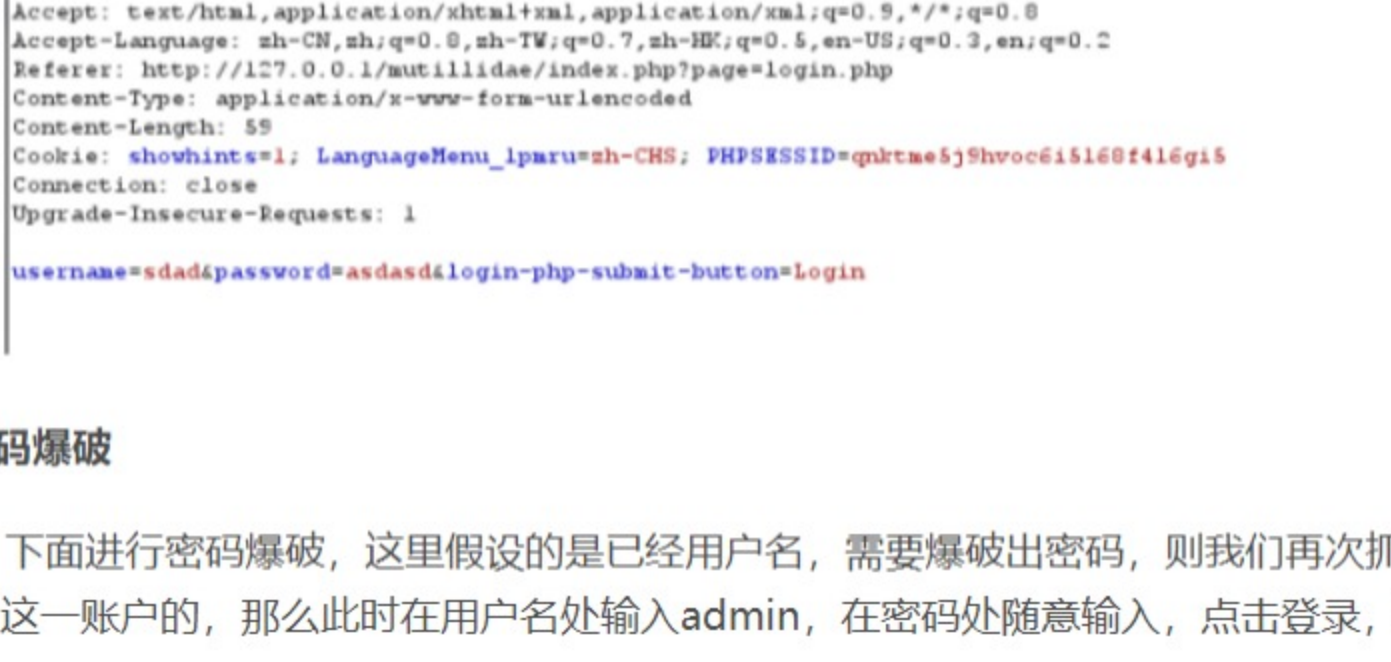 Accept: text/html,application/xhtml+xml,application/xml;q=0.9,*/*;q=0.8
Accept-Language: zh-CN,zh;q=0.8,zh-TW;q=0.7,zh-HK;q=0.5,en-US;q=0.3,en;q=0.2
Referer: http://127.0.0.1/mutillidae/index.php?page=login.php
Content-Type: application/x-www-form-urlencoded
Content-Length: 59
Cookie: showhints=1; LanguageMenu_lpmru=zh-CHS; PHPSESSID=qnktme5j9hvoc6i5168f416gi5
Connection: close
Upgrade-Insecure-Requests: 1
username=sdad&password=asdasd&login-php-submit-button=Login
码爆破
下面进行密码爆破，这里假设的是已经用户名，需要爆破出密码，则我们再次抓
这一账户的，那么此时在用户名处输入admin，在密码处随意输入，点击登录，